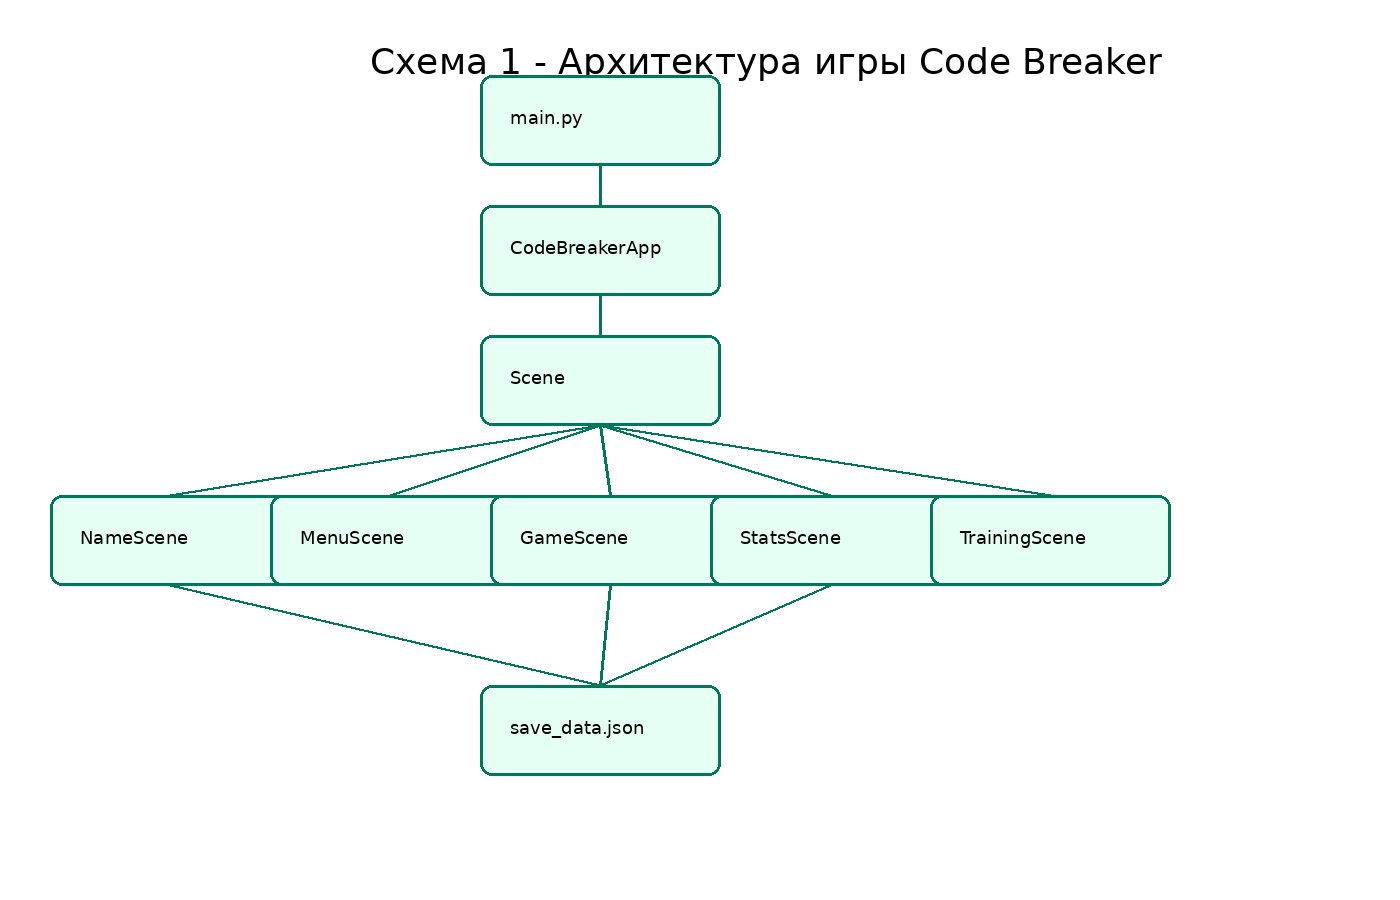 Схема 1 - Архитектура игры Code Breaker
main.py
CodeBreakerApp
Scene
NameScene
MenuScene
GameScene
StatsScene
TrainingScene
save_data.json